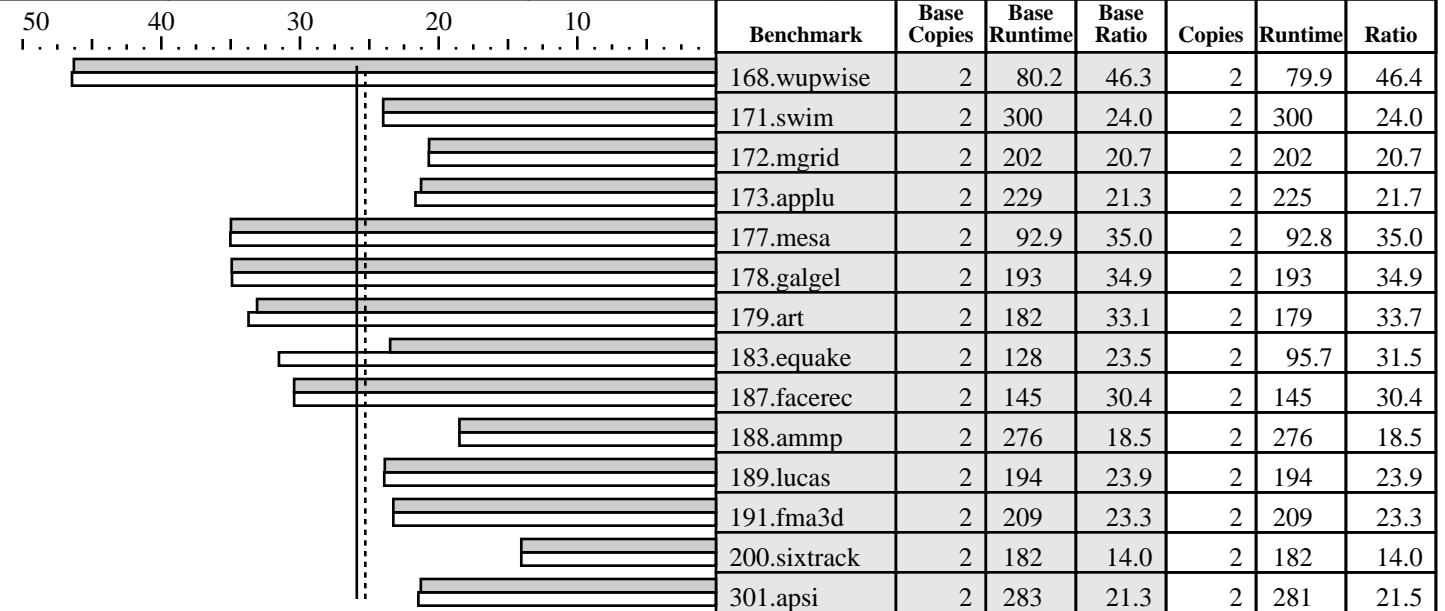 50 40 30 20 10
Benchmark Base Copies Base Runtime Base Ratio Copies Runtime Ratio
168.wupwise 2 80.2 46.3 2 79.9 46.4
171.swim 2 300 24.0 2 300 24.0
172.mgrid 2 202 20.7 2 202 20.7
173.applu 2 229 21.3 2 225 21.7
177.mesa 2 92.9 35.0 2 92.8 35.0
178.galgel 2 193 34.9 2 193 34.9
179.art 2 182 33.1 2 179 33.7
183.equake 2 128 23.5 2 95.7 31.5
187.facerec 2 145 30.4 2 145 30.4
188.ammp 2 276 18.5 2 276 18.5
189.lucas 2 194 23.9 2 194 23.9
191.fma3d 2 209 23.3 2 209 23.3
200.sixtrack 2 182 14.0 2 182 14.0
301.apsi 2 283 21.3 2 281 21.5